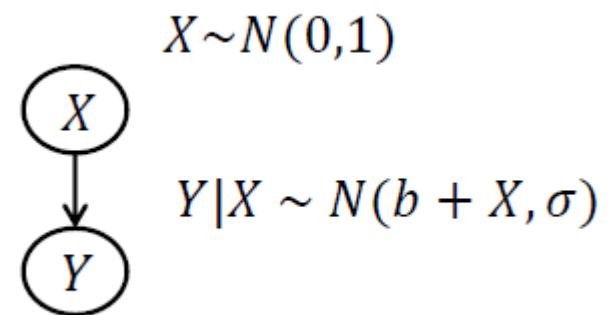 X~N(0,1)
X
Y|X ~ N(b + X, σ)
Y